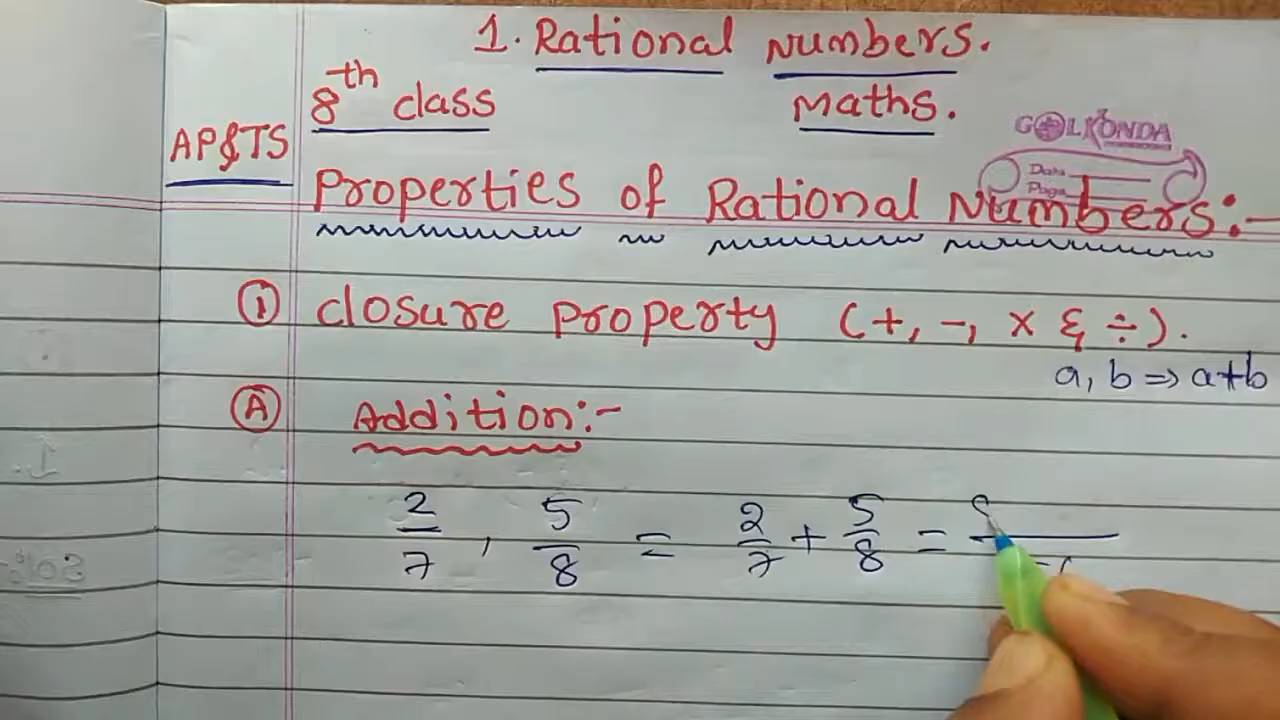 1. Rational Numbers.
8th class Maths.
AP&TS
GOLKONDA
Date
Page
Properties of Rational Numbers:-
① closure property (+, -, × & ÷).
a, b ⇒ a+b
Ⓐ Addition:-
2/7, 5/8 = 2/7 + 5/8 =